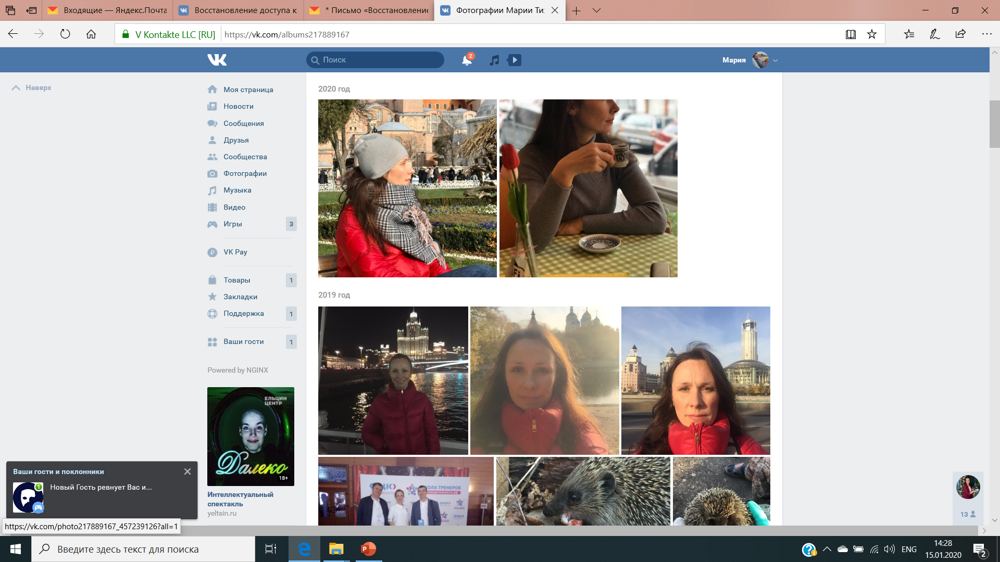 Входящие — Яндекс.Почта
Восстановление доступа к
* Письмо «Восстановление
Фотографии Марии Ти
V Kontakte LLC [RU]
https://vk.com/albums217889167
Поиск
2
Мария
Наверх
Моя страница
Новости
Сообщения
Друзья
Сообщества
Фотографии
Музыка
Видео
Игры 3
VK Pay
Товары 1
Закладки
Поддержка 1
Ваши гости 1
Powered by NGINX
ЕЛЬЦИН
ЦЕНТР
Далеко
18+
Интеллектуальный
спектакль
yeltsin.ru
2020 год
2019 год
ФЦК
ШКОЛА ТРЕНЕРОВ
Ваши гости и поклонники
1
Новый Гость ревнует Вас и...
13
https://vk.com/photo217889167_457239126?all=1
Введите здесь текст для поиска
ENG
14:28
15.01.2020
2